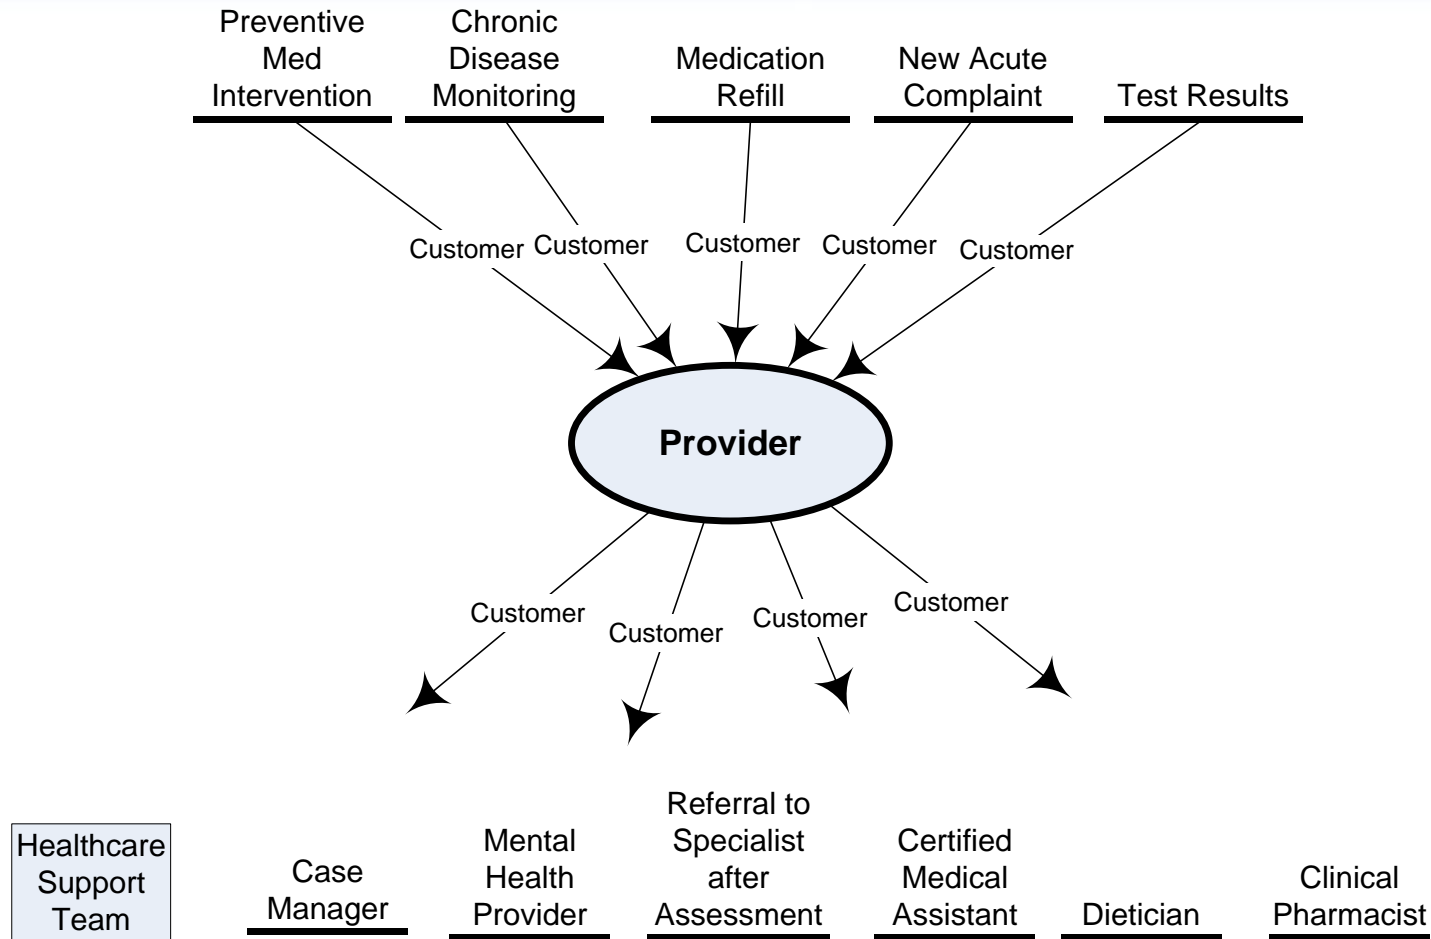 Preventive
Med
Intervention
Chronic
Disease
Monitoring
Medication
Refill
New Acute
Complaint
Test Results
Customer
Customer
Customer
Customer
Customer
Provider
Customer
Customer
Customer
Customer
Healthcare
Support
Team
Case
Manager
Mental
Health
Provider
Referral to
Specialist
after
Assessment
Certified
Medical
Assistant
Dietician
Clinical
Pharmacist